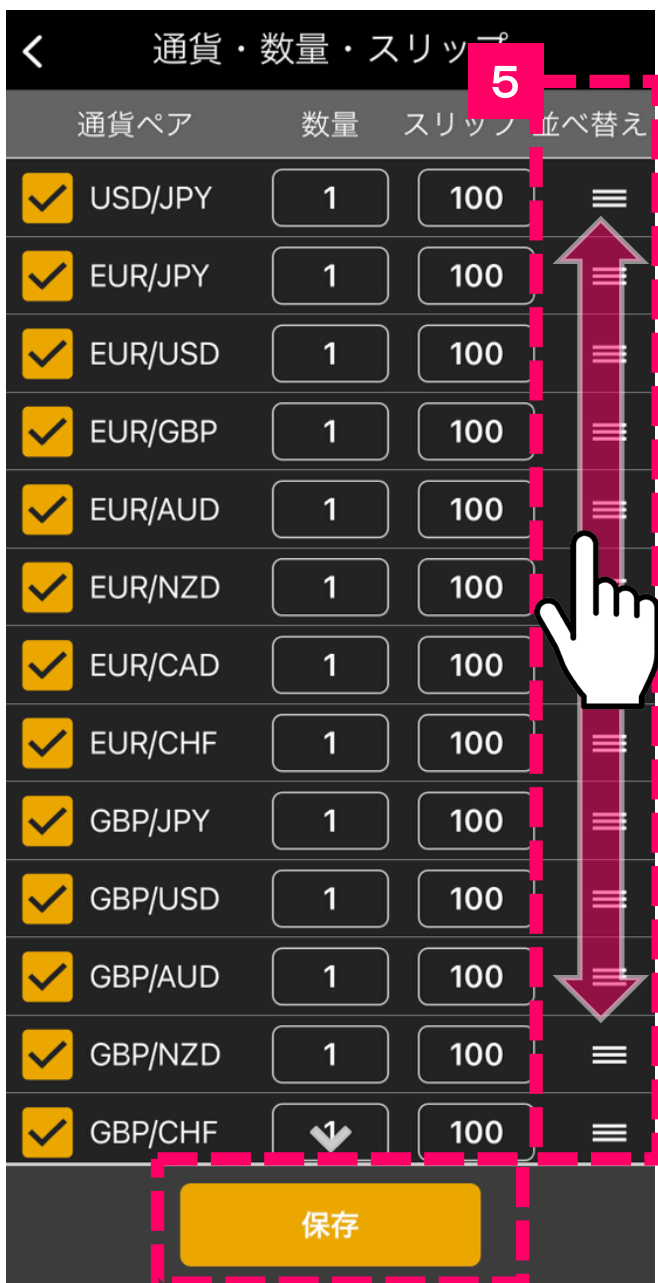 通貨・数量・スリップ
5
通貨ペア 数量 スリップ 並べ替え
USD/JPY 1 100
EUR/JPY 1 100
EUR/USD 1 100
EUR/GBP 1 100
EUR/AUD 1 100
EUR/NZD 1 100
EUR/CAD 1 100
EUR/CHF 1 100
GBP/JPY 1 100
GBP/USD 1 100
GBP/AUD 1 100
GBP/NZD 1 100
GBP/CHF 1 100
保存